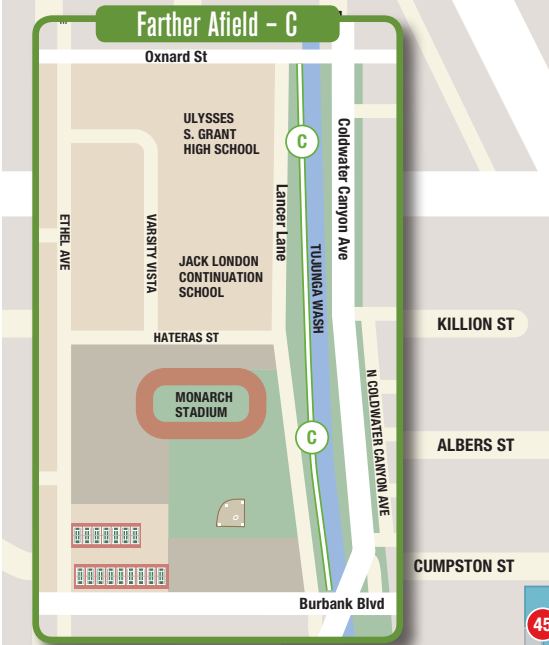 Farther Afield – C
Oxnard St
ULYSSES
S. GRANT
HIGH SCHOOL
C
Coldwater Canyon Ave
Lancer Lane
ETHEL AVE
VARSITY VISTA
TUJUNGA WASH
JACK LONDON
CONTINUATION
SCHOOL
KILLION ST
HATERAS ST
N COLDWATER CANYON AVE
MONARCH
STADIUM
C
ALBERS ST
CUMPSTON ST
Burbank Blvd
45